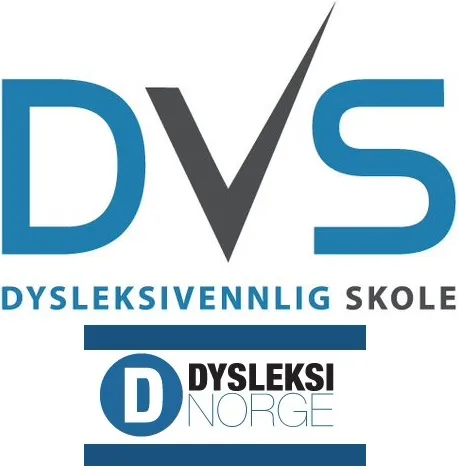 DVS
DYSLEKSIVENNLIG SKOLE
D DYSLEKSI
NORGE